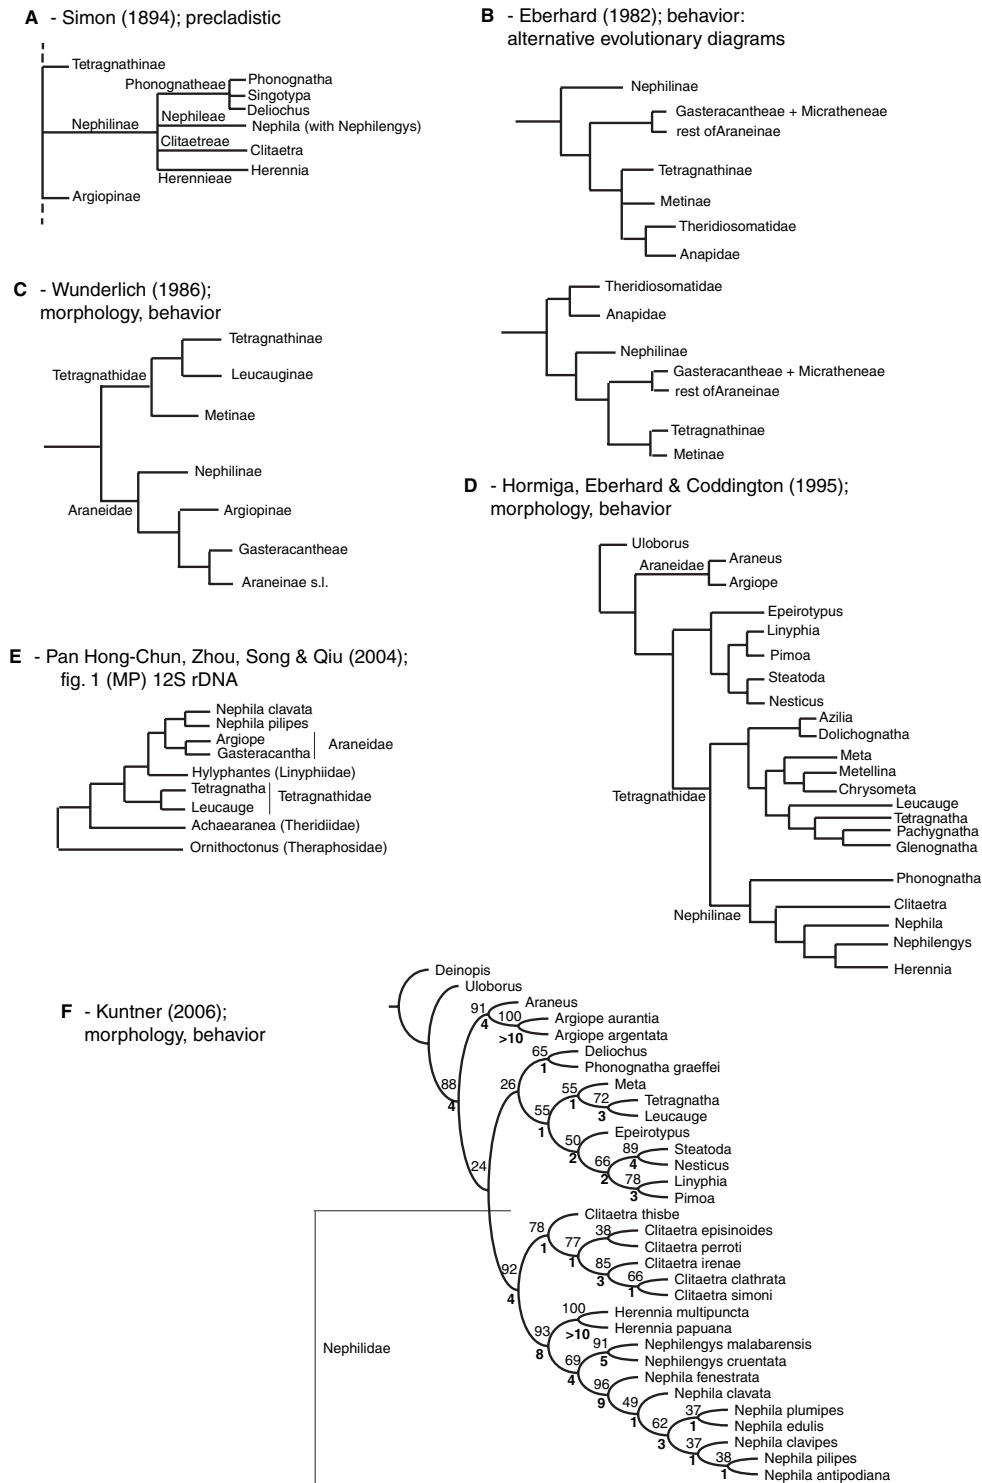 A - Simon (1894); precladistic
Tetragnathinae
Phonognatheae
Phonognatha
Singotypa
Deliochus
Nephilinae
Nephileae
Nephila (with Nephilengys)
Clitaetreae
Clitaetra
Herennia
Herennieae
Argiopinae
B - Eberhard (1982); behavior:
alternative evolutionary diagrams
Nephilinae
Gasteracantheae + Micratheneae
rest ofAraneinae
Tetragnathinae
Metinae
Theridiosomatidae
Anapidae
Theridiosomatidae
Anapidae
Nephilinae
Gasteracantheae + Micratheneae
rest ofAraneinae
Tetragnathinae
Metinae
C - Wunderlich (1986);
morphology, behavior
Tetragnathinae
Tetragnathidae
Leucauginae
Metinae
Nephilinae
Araneidae
Argiopinae
Gasteracantheae
Araneinae s.l.
D - Hormiga, Eberhard & Coddington (1995);
morphology, behavior
Uloborus
Araneidae
Araneus
Argiope
Epeirotypus
Linyphia
Pimoa
Steatoda
Nesticus
Azilia
Dolichognatha
Meta
Metellina
Chrysometa
Tetragnathidae
Leucauge
Tetragnatha
Pachygnatha
Glenognatha
Phonognatha
Clitaetra
Nephilinae
Nephila
Nephilengys
Herennia
E - Pan Hong-Chun, Zhou, Song & Qiu (2004);
fig. 1 (MP) 12S rDNA
Nephila clavata
Nephila pilipes
Argiope
Araneidae
Gasteracantha
Hylyphantes (Linyphiidae)
Tetragnatha
Tetragnathidae
Leucauge
Achaearanea (Theridiidae)
Ornithoctonus (Theraphosidae)
F - Kuntner (2006);
morphology, behavior
Deinopis
Uloborus
Araneus
91
4
100
>10
Argiope aurantia
Argiope argentata
88
4
65
1
Deliochus
Phonognatha graeffei
26
55
1
55
1
Meta
72
3
Tetragnatha
Leucauge
50
2
Epeirotypus
66
2
89
4
Steatoda
Nesticus
78
3
Linyphia
Pimoa
24
Nephilidae
92
4
78
1
Clitaetra thisbe
77
1
38
Clitaetra episinoides
Clitaetra perroti
85
3
Clitaetra irenae
66
1
Clitaetra clathrata
Clitaetra simoni
93
8
100
>10
Herennia multipuncta
Herennia papuana
69
4
91
5
Nephilengys malabarensis
Nephilengys cruentata
96
9
Nephila fenestrata
49
1
Nephila clavata
62
3
37
1
Nephila plumipes
Nephila edulis
37
1
Nephila clavipes
38
1
Nephila pilipes
Nephila antipodiana